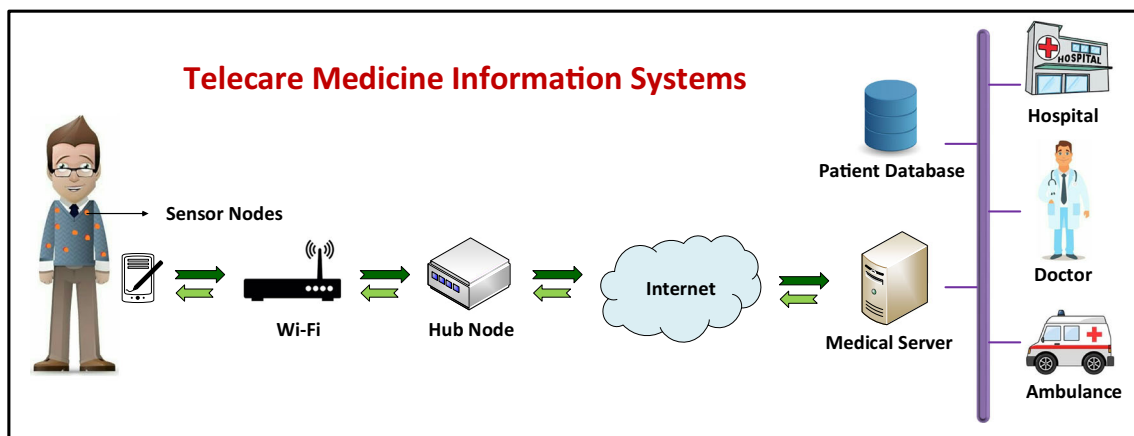 Telecare Medicine Information Systems
HOSPITAL
Hospital
Patient Database
Sensor Nodes
Doctor
Internet
Wi-Fi
Hub Node
Medical Server
Ambulance